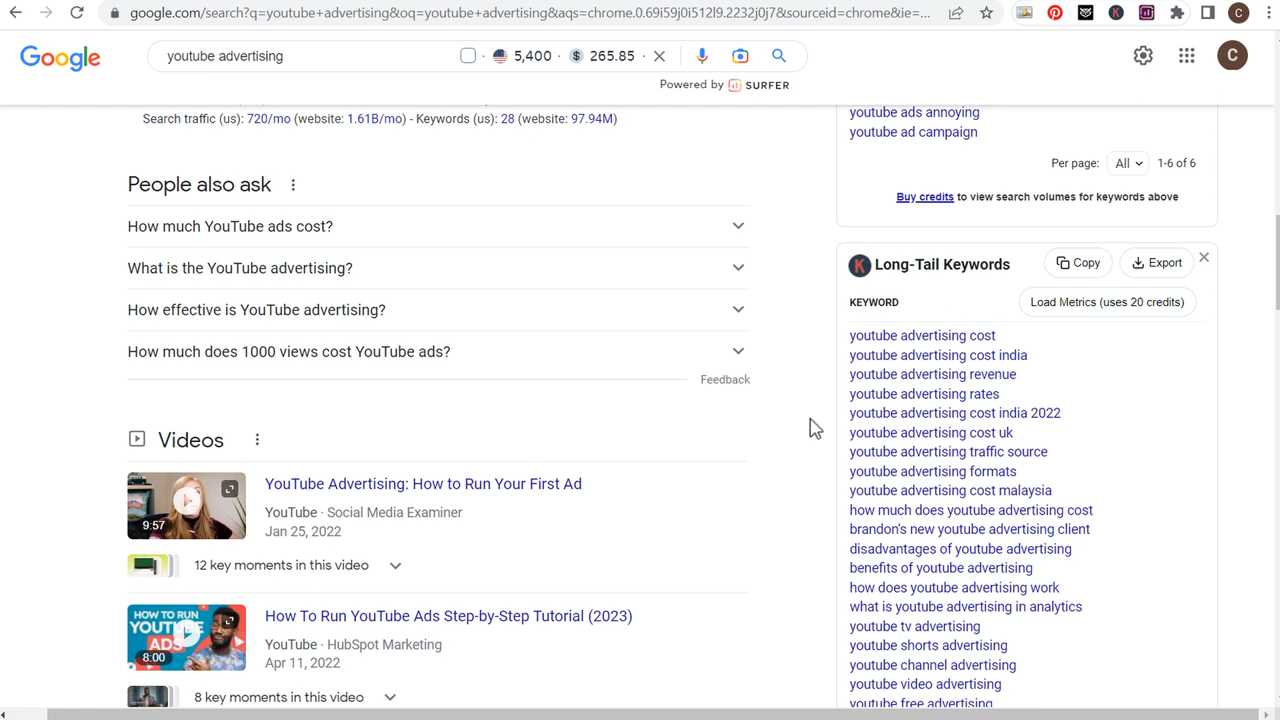 google.com/search?q=youtube+advertising&oq=youtube+advertising&aqs=chrome.0.69i59j0i512l9.2232j0j7&sourceid=chrome&ie=...
C
Google
youtube advertising
5,400 · $ 265.85 ·
C
Powered by SURFER
Search traffic (us): 720/mo (website: 1.61B/mo) - Keywords (us): 28 (website: 97.94M)
People also ask
How much YouTube ads cost?
What is the YouTube advertising?
How effective is YouTube advertising?
How much does 1000 views cost YouTube ads?
Feedback
Videos
9:57
YouTube Advertising: How to Run Your First Ad
YouTube · Social Media Examiner
Jan 25, 2022
12 key moments in this video
HOW TO RUN
YOUTUBE
ADS
8:00
How To Run YouTube Ads Step-by-Step Tutorial (2023)
YouTube · HubSpot Marketing
Apr 11, 2022
8 key moments in this video
youtube ads annoying
youtube ad campaign
Per page: All 1-6 of 6
Buy credits to view search volumes for keywords above
K Long-Tail Keywords
Copy
Export
KEYWORD
Load Metrics (uses 20 credits)
youtube advertising cost
youtube advertising cost india
youtube advertising revenue
youtube advertising rates
youtube advertising cost india 2022
youtube advertising cost uk
youtube advertising traffic source
youtube advertising formats
youtube advertising cost malaysia
how much does youtube advertising cost
brandon's new youtube advertising client
disadvantages of youtube advertising
benefits of youtube advertising
how does youtube advertising work
what is youtube advertising in analytics
youtube tv advertising
youtube shorts advertising
youtube channel advertising
youtube video advertising
youtube free advertising